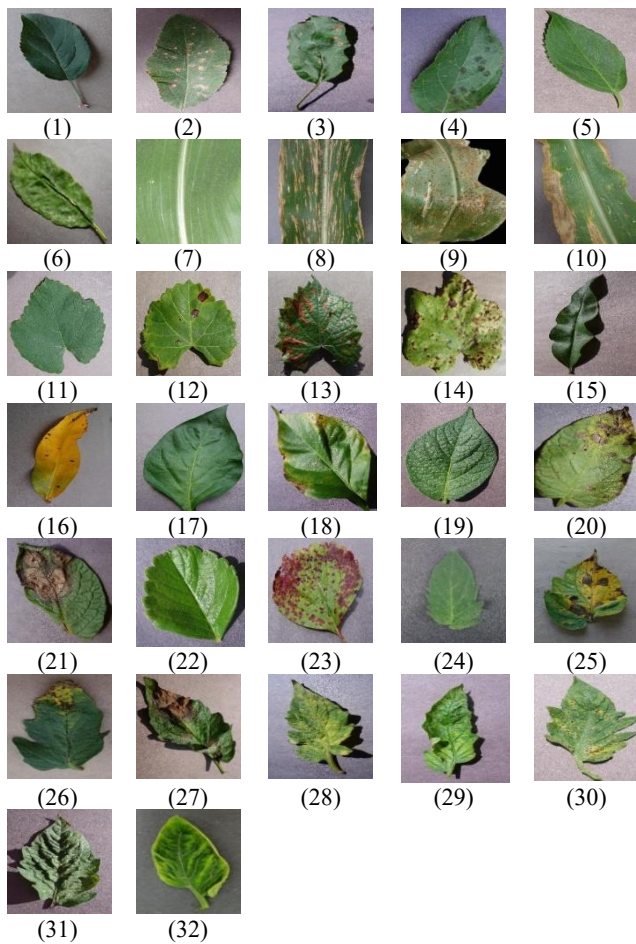 (1) (2) (3) (4) (5)
(6) (7) (8) (9) (10)
(11) (12) (13) (14) (15)
(16) (17) (18) (19) (20)
(21) (22) (23) (24) (25)
(26) (27) (28) (29) (30)
(31) (32)